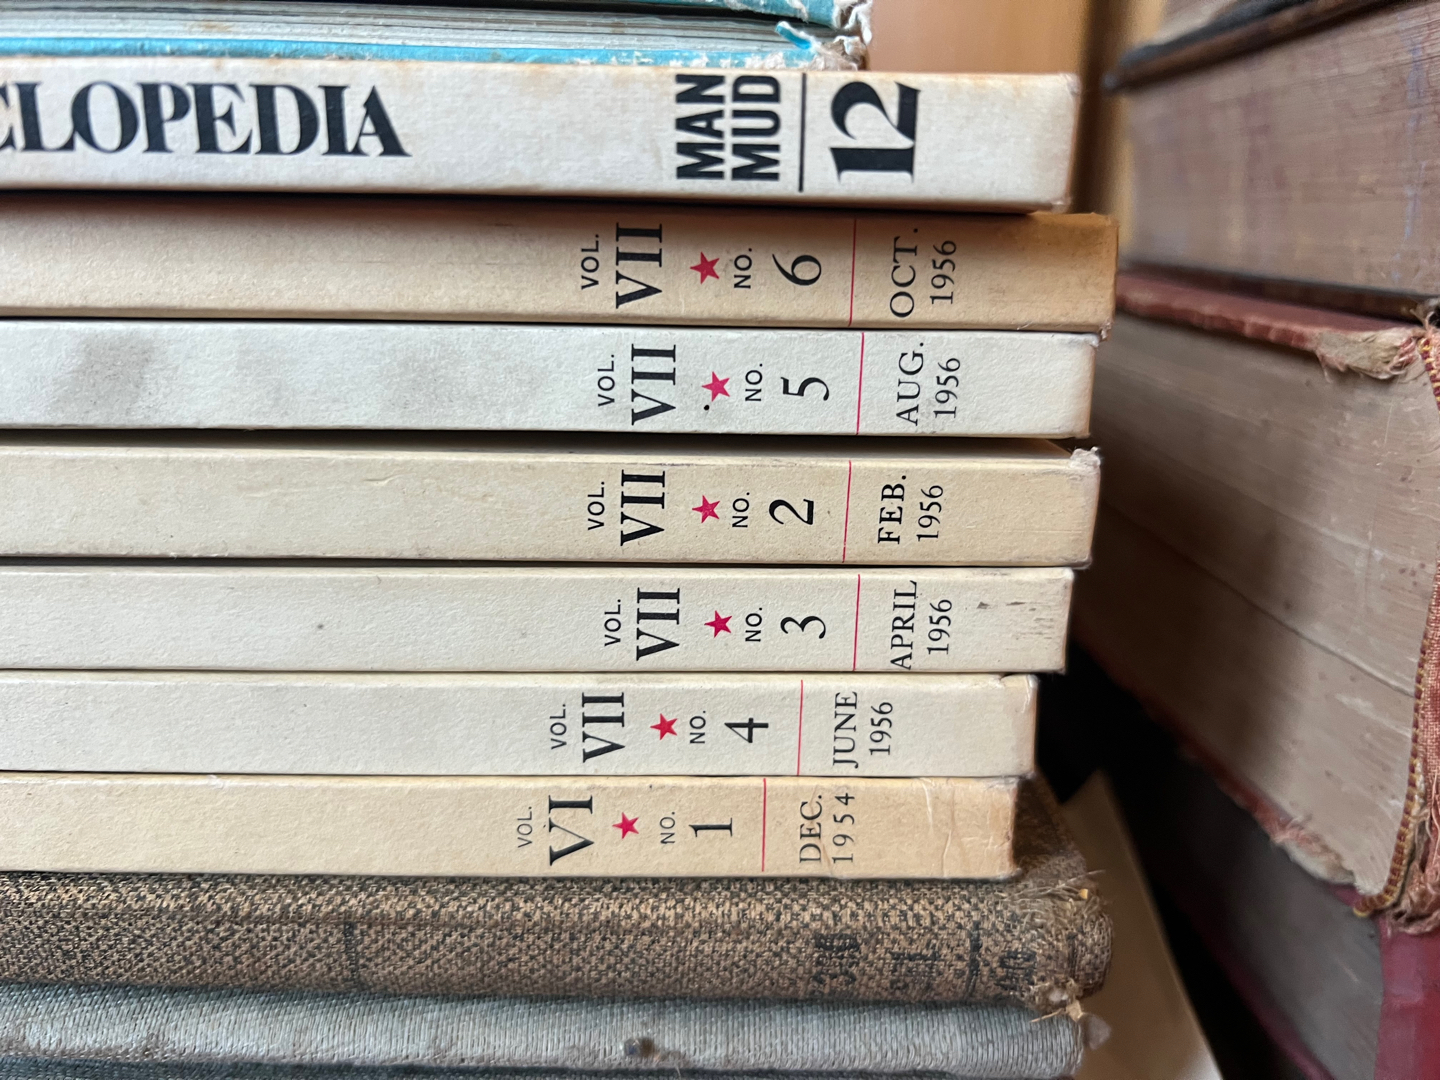 CLOPEDIA
MAN
MUD
12
VOL.
VII
NO.
6
OCT.
1956
VOL.
VII
NO.
5
AUG.
1956
VOL.
VII
NO.
2
FEB.
1956
VOL.
VII
NO.
3
APRIL
1956
VOL.
VII
NO.
4
JUNE
1956
VOL.
VI
NO.
1
DEC.
1954